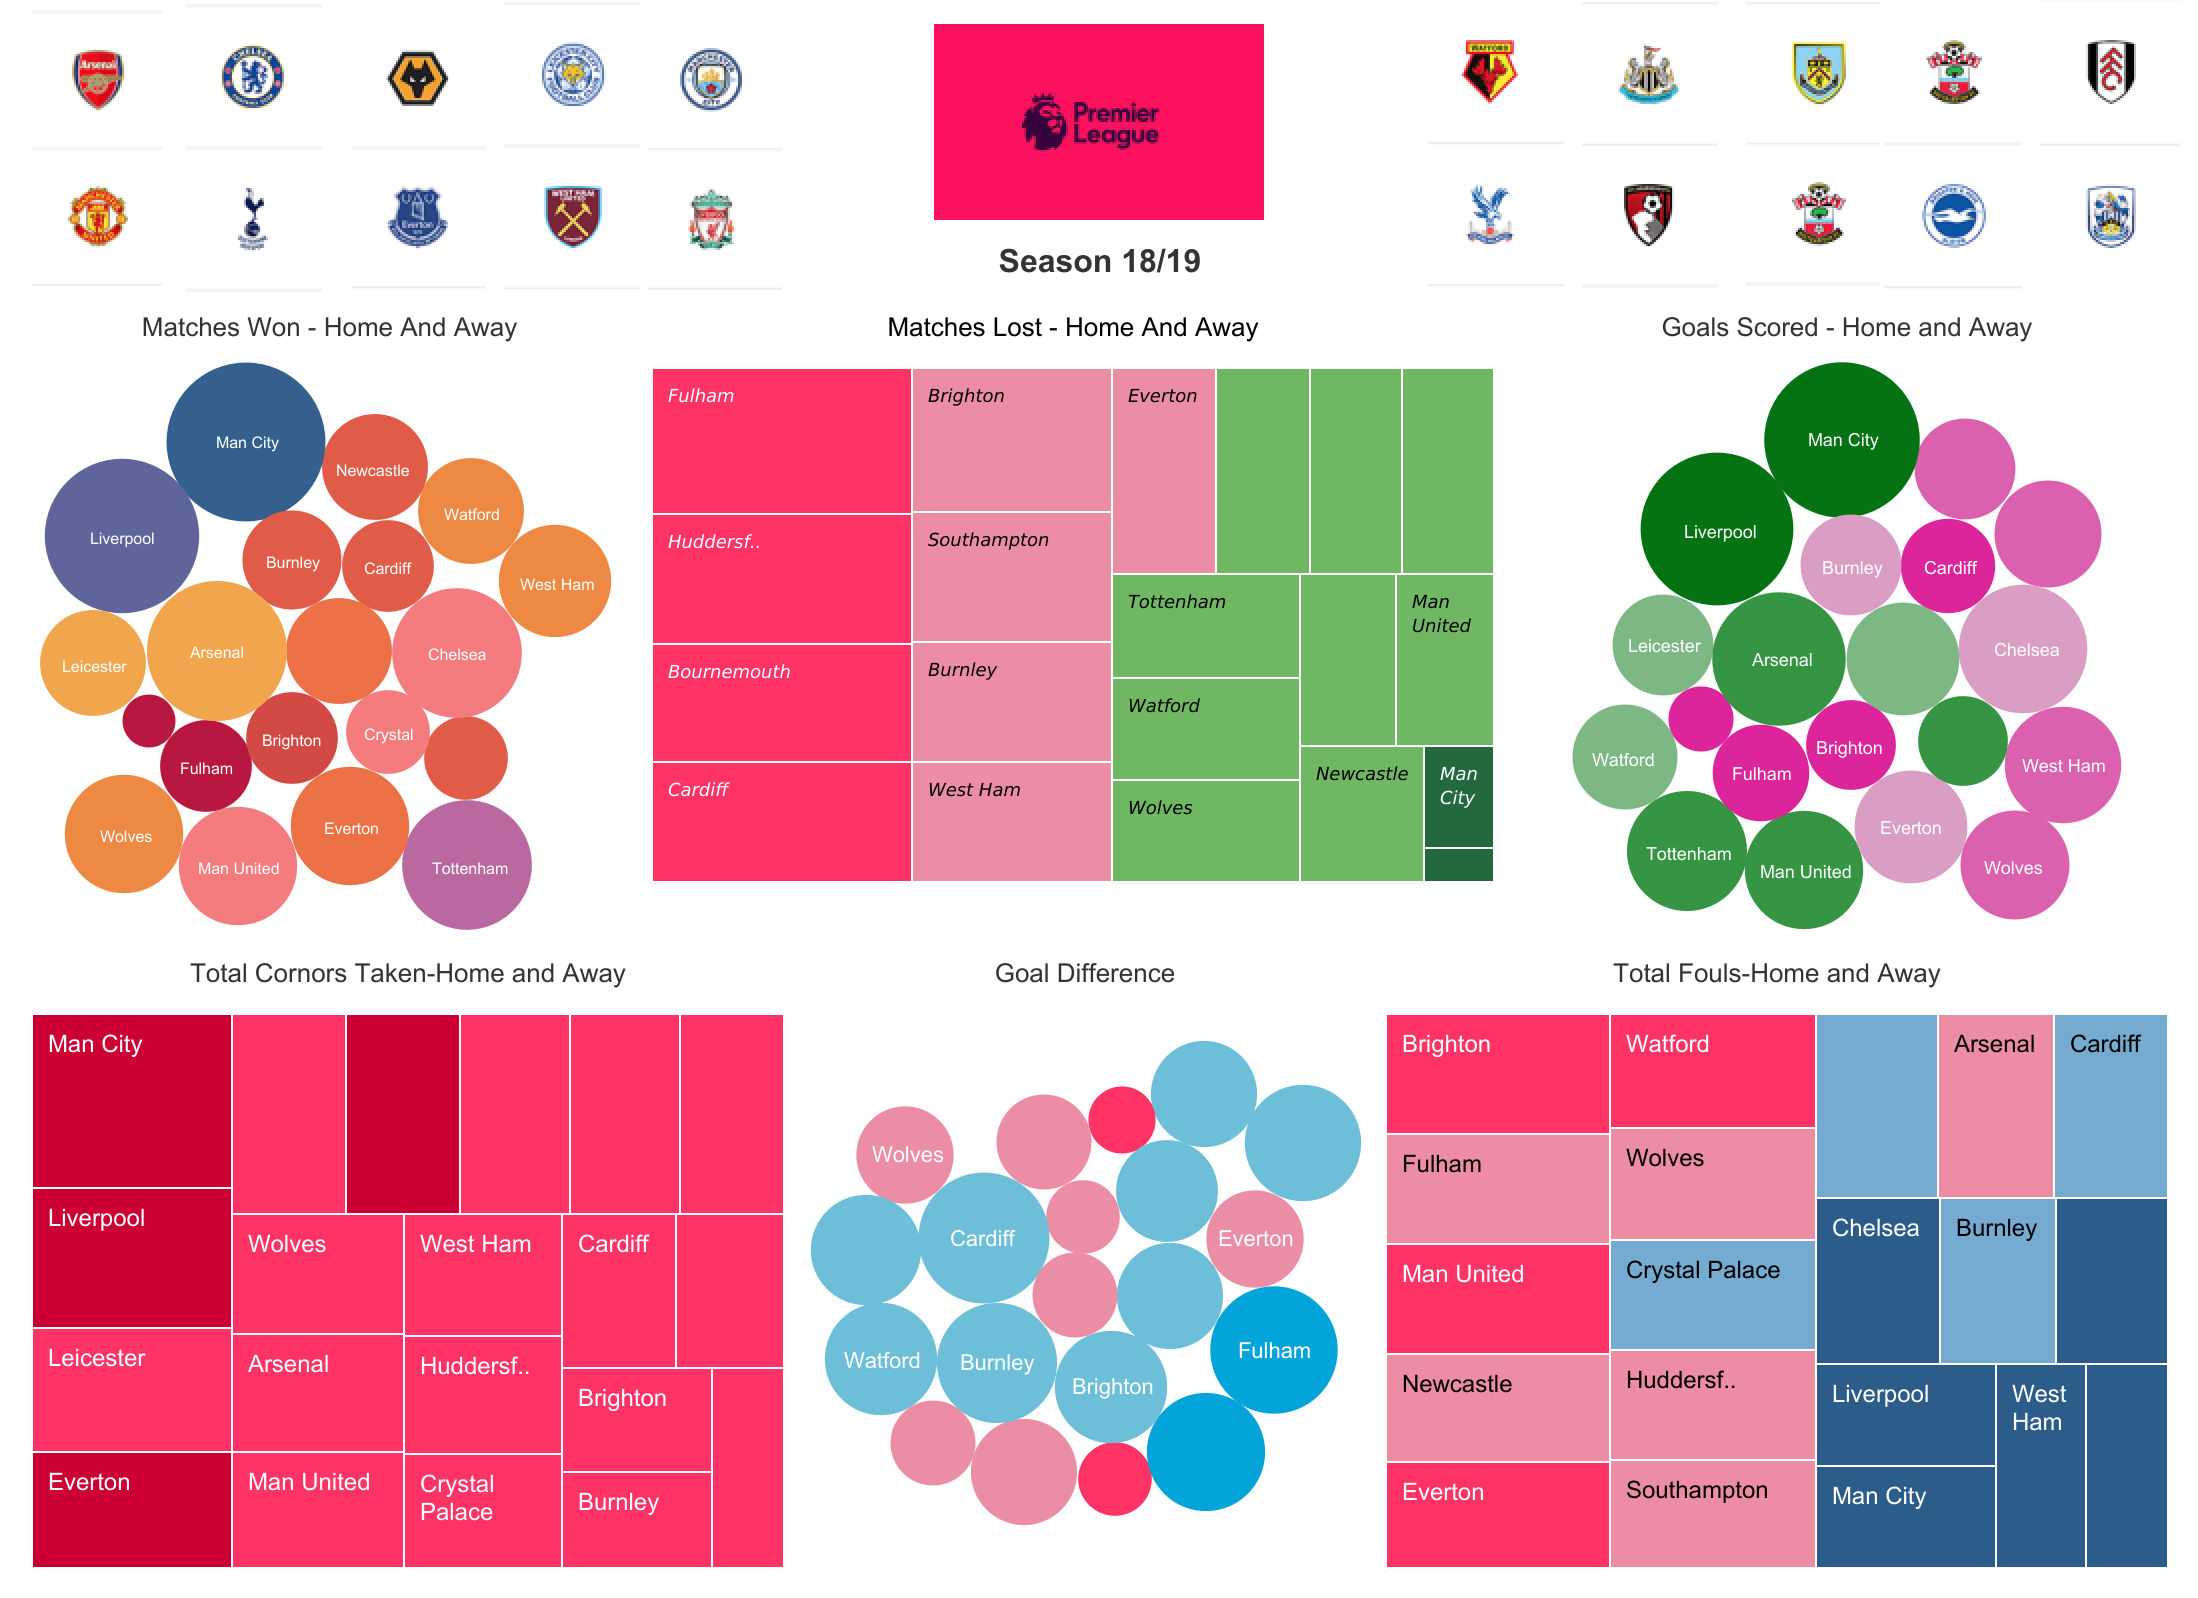 Arsenal
WATFORD
Premier
League
Everton
WEST HAM
UNITED
Season 18/19
Matches Won - Home And Away
Man City
Newcastle
Liverpool
Watford
Burnley
Cardiff
West Ham
Leicester
Arsenal
Chelsea
Crystal
Brighton
Fulham
Wolves
Everton
Man United
Tottenham
Matches Lost - Home And Away
Fulham
Huddersf..
Bournemouth
Cardiff
Brighton
Southampton
Burnley
West Ham
Everton
Tottenham
Watford
Wolves
Man
United
Newcastle
Man
City
Goals Scored - Home and Away
Man City
Liverpool
Burnley
Cardiff
Leicester
Arsenal
Chelsea
Watford
Fulham
Brighton
West Ham
Tottenham
Man United
Everton
Wolves
Total Cornors Taken-Home and Away
Man City
Liverpool
Leicester
Everton
Wolves
Arsenal
Man United
West Ham
Huddersf..
Crystal
Palace
Cardiff
Brighton
Burnley
Goal Difference
Wolves
Cardiff
Everton
Watford
Burnley
Brighton
Fulham
Total Fouls-Home and Away
Brighton
Fulham
Man United
Newcastle
Everton
Watford
Wolves
Crystal Palace
Huddersf..
Southampton
Arsenal
Cardiff
Chelsea
Burnley
Liverpool
Man City
West
Ham